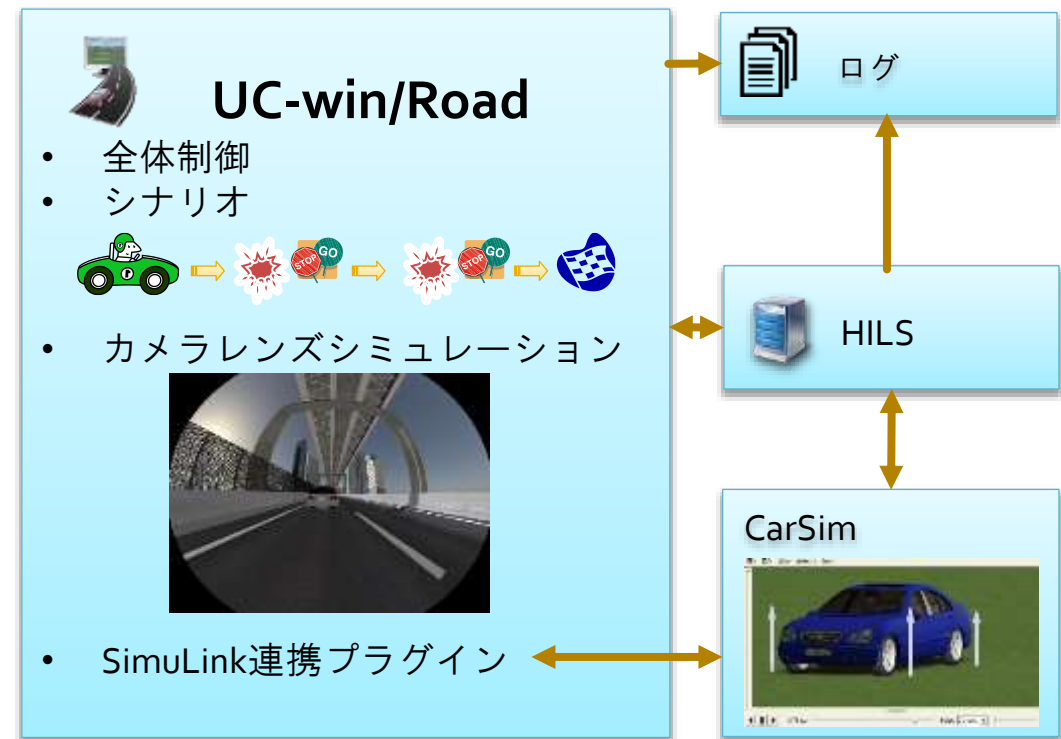 UC-win/Road
• 全体制御
• シナリオ
STOP GO
STOP GO
• カメラレンズシミュレーション
• SimuLink連携プラグイン
ログ
HILS
CarSim